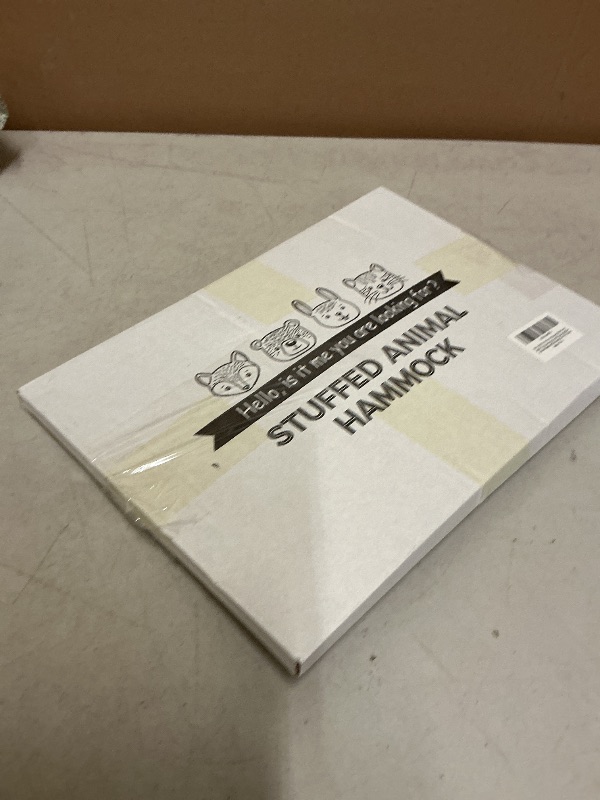 Hello, is it me you are looking for?
STUFFED ANIMAL
HAMMOCK